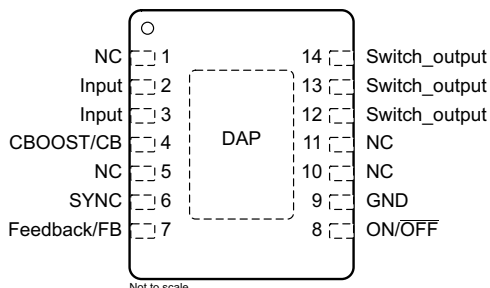 NC 1 14 Switch_output
Input 2 13 Switch_output
Input 3 12 Switch_output
CBOOST/CB 4 DAP 11 NC
NC 5 10 NC
SYNC 6 9 GND
Feedback/FB 7 8 ON/OFF
Not to scale